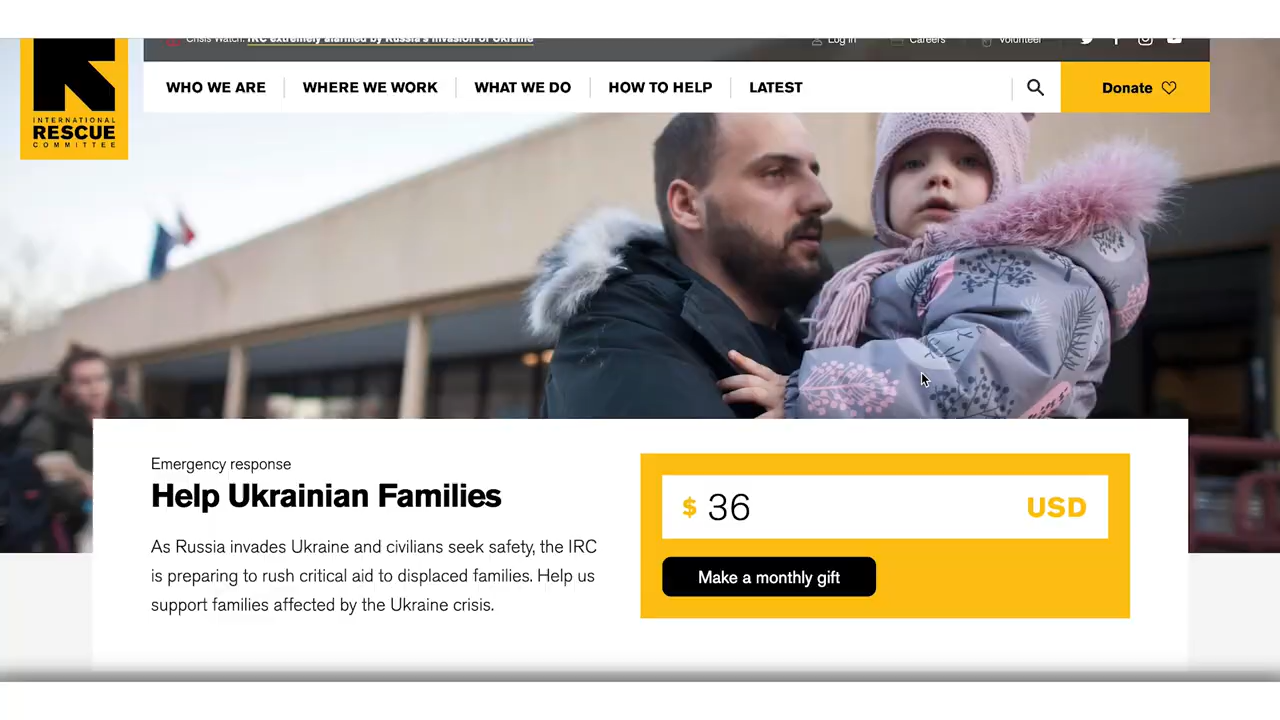 Crisis Watch: IRC extremely alarmed by Russia's invasion of Ukraine
Log in
Careers
Volunteer
WHO WE ARE
WHERE WE WORK
WHAT WE DO
HOW TO HELP
LATEST
Donate
INTERNATIONAL
RESCUE
COMMITTEE
Emergency response
Help Ukrainian Families
As Russia invades Ukraine and civilians seek safety, the IRC
is preparing to rush critical aid to displaced families. Help us
support families affected by the Ukraine crisis.
$ 36 USD
Make a monthly gift